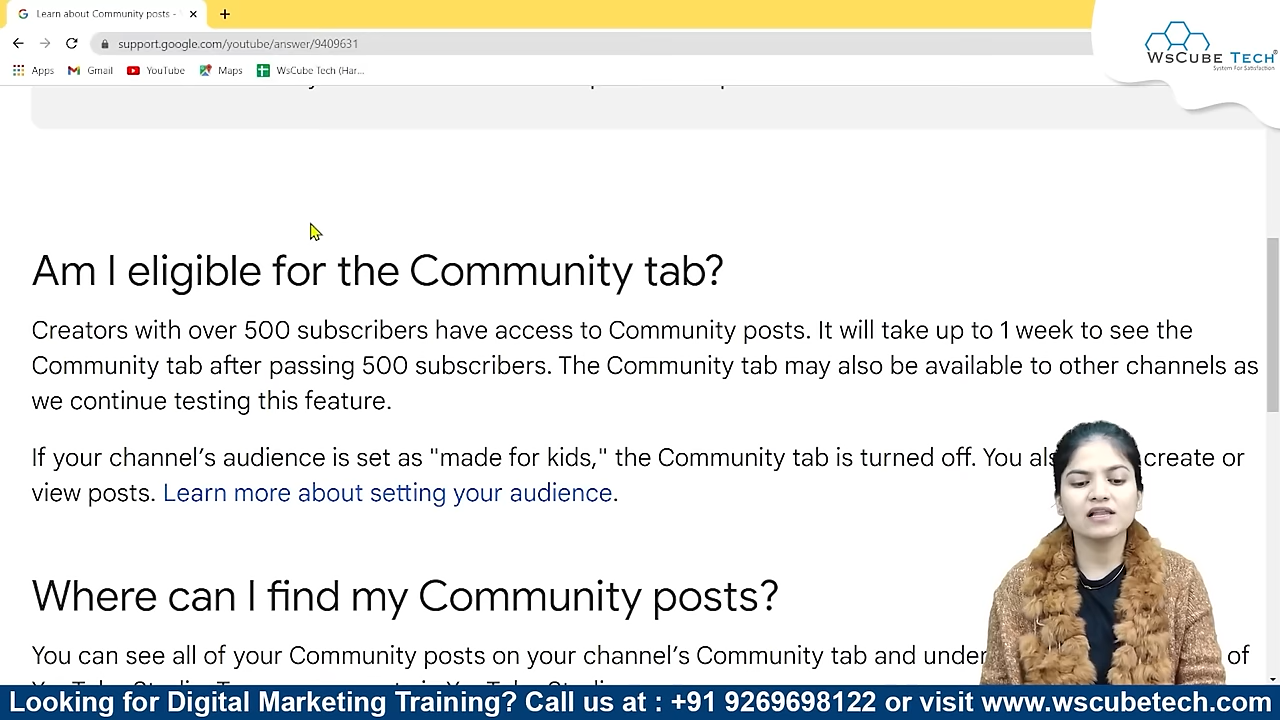 Learn about Community posts -
support.google.com/youtube/answer/9409631
Apps Gmail YouTube Maps WsCube Tech (Har...
WSCUBE TECH®
System For Satisfaction
Am I eligible for the Community tab?
Creators with over 500 subscribers have access to Community posts. It will take up to 1 week to see the
Community tab after passing 500 subscribers. The Community tab may also be available to other channels as
we continue testing this feature.
If your channel’s audience is set as "made for kids," the Community tab is turned off. You create or
view posts. Learn more about setting your audience.
Where can I find my Community posts?
You can see all of your Community posts on your channel’s Community tab and under of
Looking for Digital Marketing Training? Call us at : +91 9269698122 or visit www.wscubetech.com